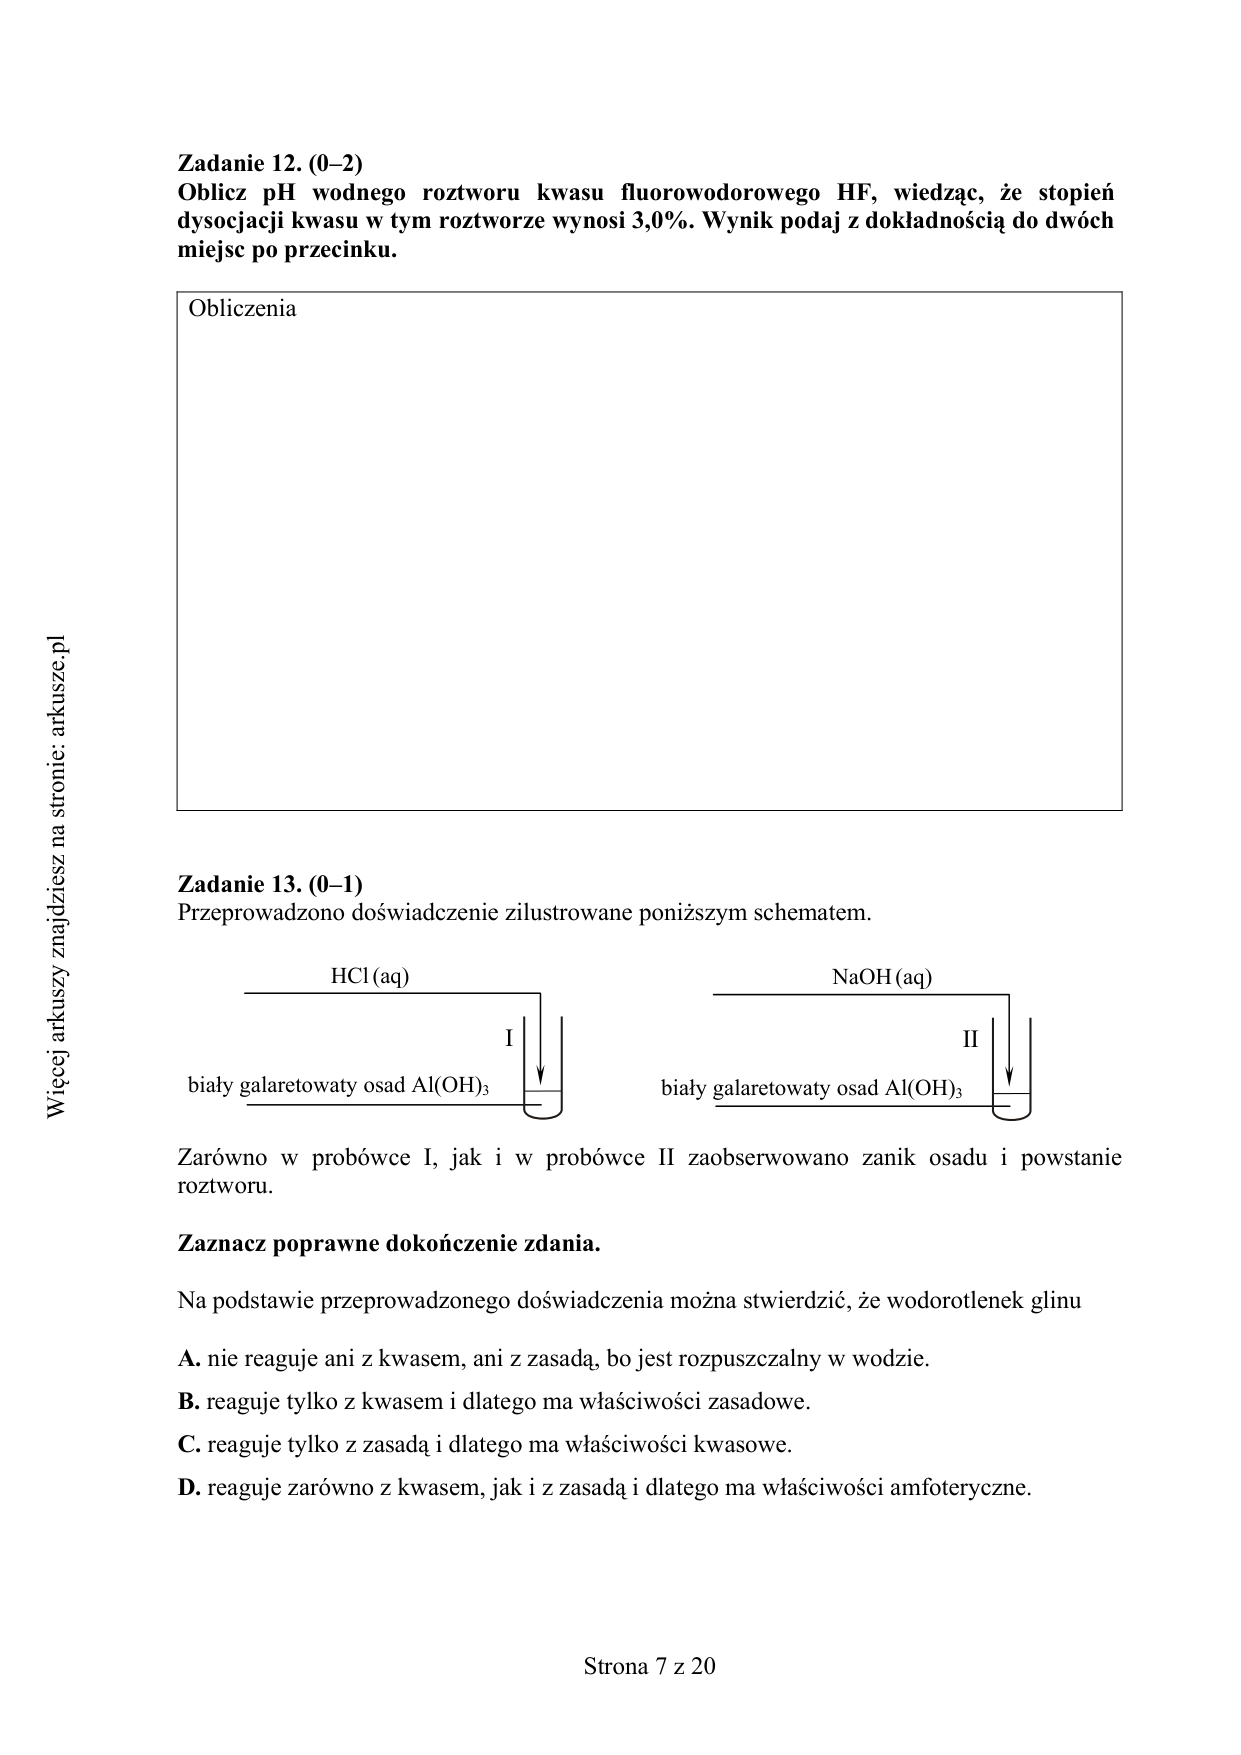 Zadanie 12. (0–2)
Oblicz pH wodnego roztworu kwasu fluorowodorowego HF, wiedząc, że stopień
dysocjacji kwasu w tym roztworze wynosi 3,0%. Wynik podaj z dokładnością do dwóch
miejsc po przecinku.
Obliczenia
Więcej arkuszy znajdziesz na stronie: arkusze.pl
Zadanie 13. (0–1)
Przeprowadzono doświadczenie zilustrowane poniższym schematem.
HCl (aq)
I
biały galaretowaty osad Al(OH)₃
NaOH (aq)
II
biały galaretowaty osad Al(OH)₃
Zarówno w probówce I, jak i w probówce II zaobserwowano zanik osadu i powstanie
roztworu.
Zaznacz poprawne dokończenie zdania.
Na podstawie przeprowadzonego doświadczenia można stwierdzić, że wodorotlenek glinu
A. nie reaguje ani z kwasem, ani z zasadą, bo jest rozpuszczalny w wodzie.
B. reaguje tylko z kwasem i dlatego ma właściwości zasadowe.
C. reaguje tylko z zasadą i dlatego ma właściwości kwasowe.
D. reaguje zarówno z kwasem, jak i z zasadą i dlatego ma właściwości amfoteryczne.
Strona 7 z 20